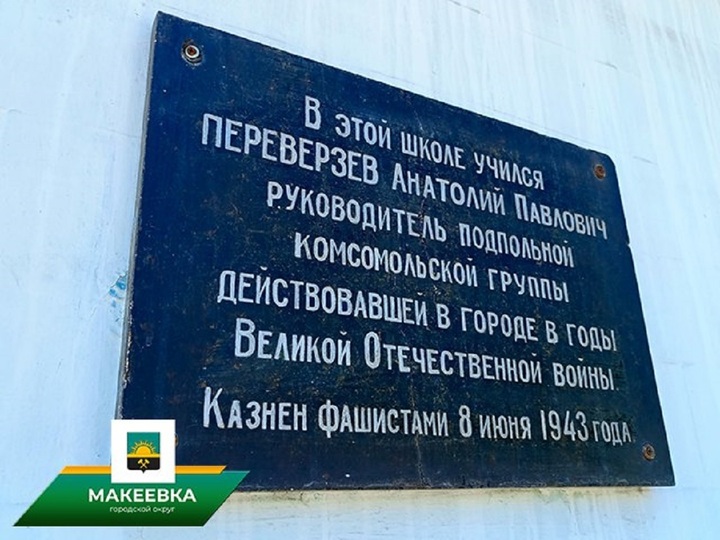 В этой школе учился
Переверзев Анатолий Павлович
руководитель подпольной
комсомольской группы
действовавшей в городе в годы
Великой Отечественной войны.
Казнен фашистами 8 июня 1943 года
МАКЕЕВКА
городской округ